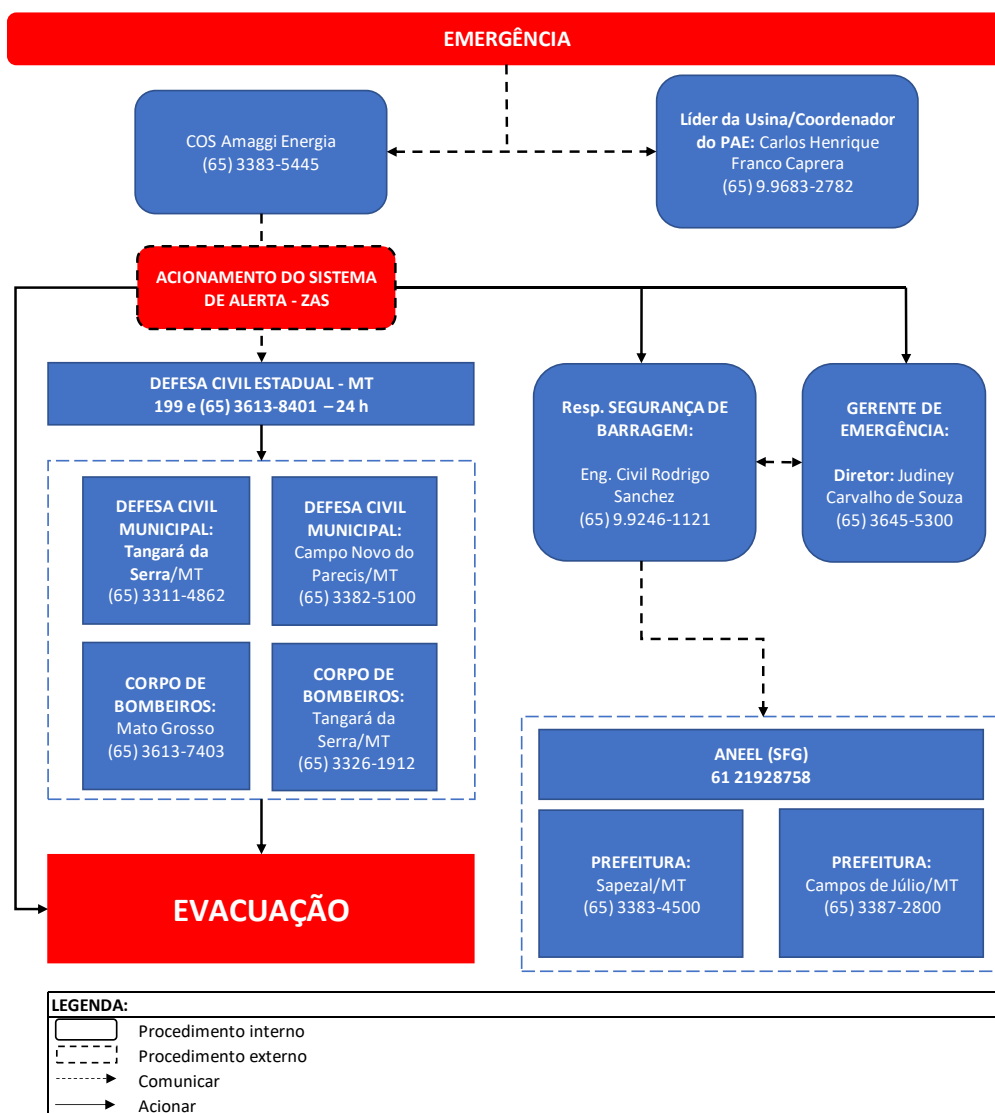 EMERGÊNCIA
COS Amaggi Energia
(65) 3383-5445
Líder da Usina/Coordenador
do PAE: Carlos Henrique
Franco Caprera
(65) 9.9683-2782
ACIONAMENTO DO SISTEMA
DE ALERTA - ZAS
DEFESA CIVIL ESTADUAL - MT
199 e (65) 3613-8401 – 24 h
Resp. SEGURANÇA DE
BARRAGEM:
Eng. Civil Rodrigo
Sanchez
(65) 9.9246-1121
GERENTE DE
EMERGÊNCIA:
Diretor: Judiney
Carvalho de Souza
(65) 3645-5300
DEFESA CIVIL
MUNICIPAL:
Tangará da
Serra/MT
(65) 3311-4862
DEFESA CIVIL
MUNICIPAL:
Campo Novo do
Parecis/MT
(65) 3382-5100
CORPO DE
BOMBEIROS:
Mato Grosso
(65) 3613-7403
CORPO DE
BOMBEIROS:
Tangará da
Serra/MT
(65) 3326-1912
ANEEL (SFG)
61 21928758
PREFEITURA:
Sapezal/MT
(65) 3383-4500
PREFEITURA:
Campos de Júlio/MT
(65) 3387-2800
EVACUAÇÃO
LEGENDA:
Procedimento interno
Procedimento externo
Comunicar
Acionar